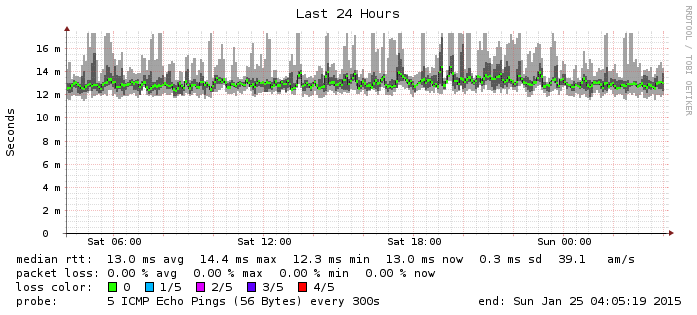 Last 24 Hours
RRDTOOL / TOBI OETIKER
Seconds
16 m
14 m
12 m
10 m
8 m
6 m
4 m
2 m
0
Sat 06:00 Sat 12:00 Sat 18:00 Sun 00:00
median rtt: 13.0 ms avg 14.4 ms max 12.3 ms min 13.0 ms now 0.3 ms sd 39.1 am/s
packet loss: 0.00 % avg 0.00 % max 0.00 % min 0.00 % now
loss color: 0 1/5 2/5 3/5 4/5
probe: 5 ICMP Echo Pings (56 Bytes) every 300s end: Sun Jan 25 04:05:19 2015